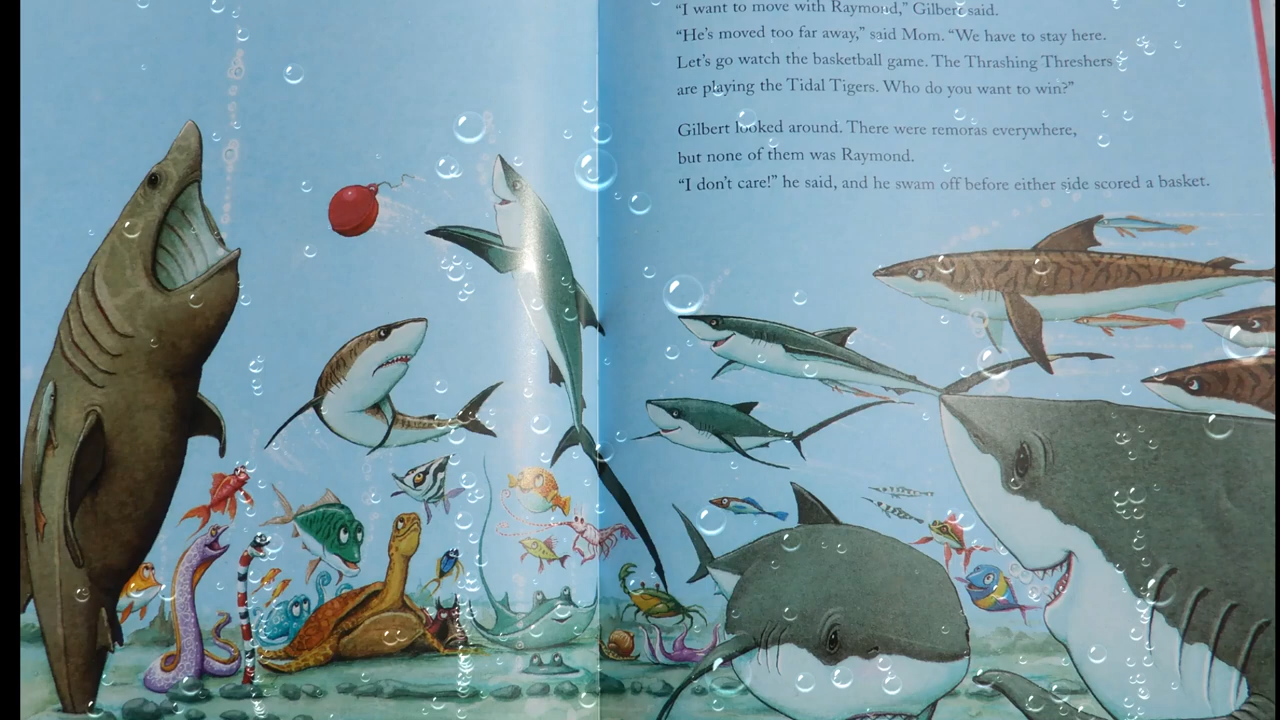 “I want to move with Raymond,” Gilbert said.
“He’s moved too far away,” said Mom. “We have to stay here.
Let’s go watch the basketball game. The Thrashing Threshers
are playing the Tidal Tigers. Who do you want to win?”
Gilbert looked around. There were remoras everywhere,
but none of them was Raymond.
“I don’t care!” he said, and he swam off before either side scored a basket.